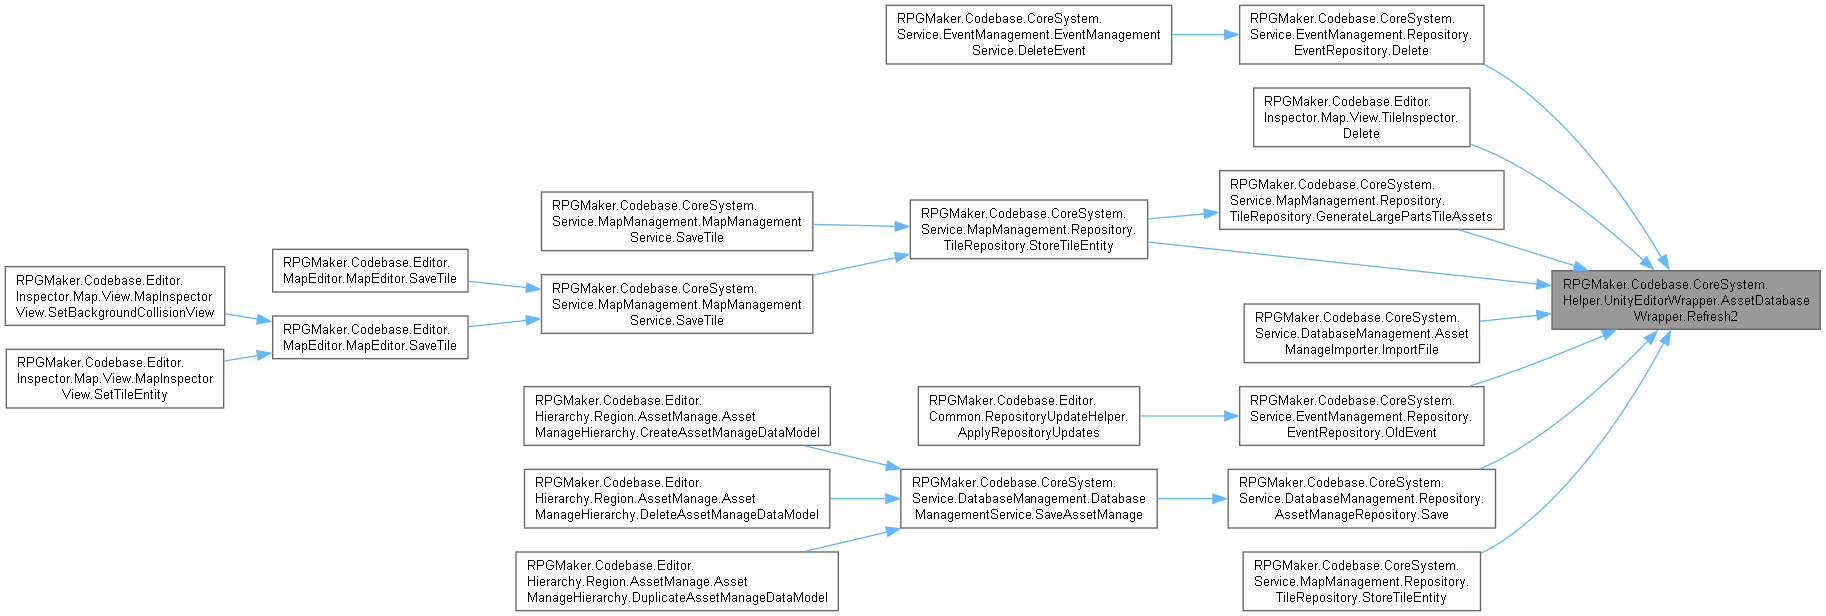 RPGMaker.Codebase.CoreSystem.
Service.EventManagement.EventManagement
Service.DeleteEvent
RPGMaker.Codebase.CoreSystem.
Service.EventManagement.Repository.
EventRepository.Delete
RPGMaker.Codebase.Editor.
Inspector.Map.View.TileInspector.
Delete
RPGMaker.Codebase.CoreSystem.
Service.MapManagement.Repository.
TileRepository.GenerateLargePartsTileAssets
RPGMaker.Codebase.CoreSystem.
Service.MapManagement.MapManagement
Service.SaveTile
RPGMaker.Codebase.CoreSystem.
Service.MapManagement.Repository.
TileRepository.StoreTileEntity
RPGMaker.Codebase.Editor.
MapEditor.MapEditor.SaveTile
RPGMaker.Codebase.Editor.
Inspector.Map.View.MapInspector
View.SetBackgroundCollisionView
RPGMaker.Codebase.CoreSystem.
Service.MapManagement.MapManagement
Service.SaveTile
RPGMaker.Codebase.CoreSystem.
Helper.UnityEditorWrapper.AssetDatabase
Wrapper.Refresh2
RPGMaker.Codebase.Editor.
MapEditor.MapEditor.SaveTile
RPGMaker.Codebase.CoreSystem.
Service.DatabaseManagement.Asset
ManageImporter.ImportFile
RPGMaker.Codebase.Editor.
Inspector.Map.View.MapInspector
View.SetTileEntity
RPGMaker.Codebase.Editor.
Hierarchy.Region.AssetManage.Asset
ManageHierarchy.CreateAssetManageDataModel
RPGMaker.Codebase.Editor.
Common.RepositoryUpdateHelper.
ApplyRepositoryUpdates
RPGMaker.Codebase.CoreSystem.
Service.EventManagement.Repository.
EventRepository.OldEvent
RPGMaker.Codebase.Editor.
Hierarchy.Region.AssetManage.Asset
ManageHierarchy.DeleteAssetManageDataModel
RPGMaker.Codebase.CoreSystem.
Service.DatabaseManagement.Database
ManagementService.SaveAssetManage
RPGMaker.Codebase.CoreSystem.
Service.DatabaseManagement.Repository.
AssetManageRepository.Save
RPGMaker.Codebase.Editor.
Hierarchy.Region.AssetManage.Asset
ManageHierarchy.DuplicateAssetManageDataModel
RPGMaker.Codebase.CoreSystem.
Service.MapManagement.Repository.
TileRepository.StoreTileEntity